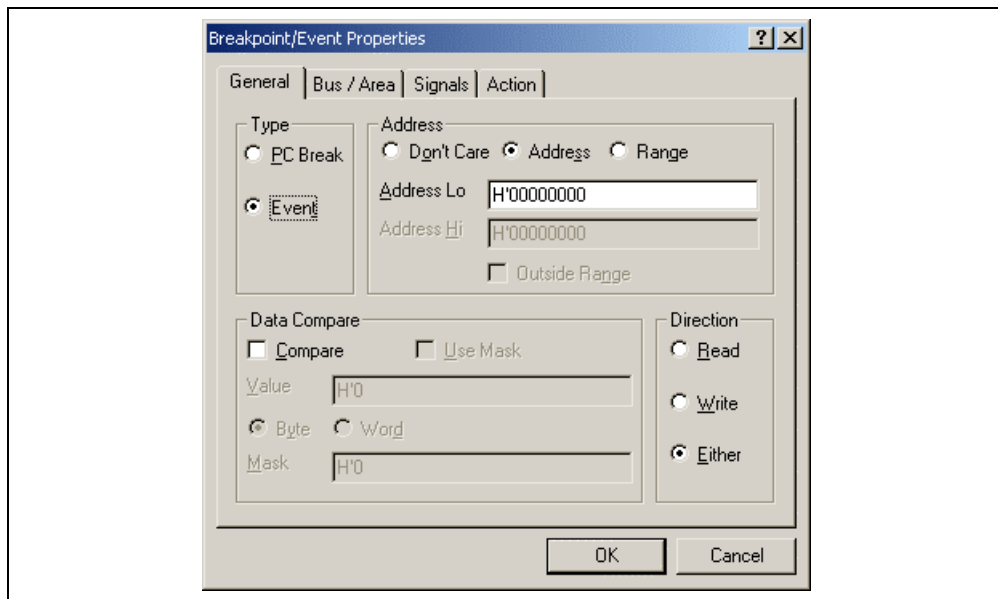 Breakpoint/Event Properties
General
Bus / Area
Signals
Action
Type
PC Break
Event
Address
Don't Care
Address
Range
Address Lo
H'00000000
Address Hi
H'00000000
Outside Range
Data Compare
Compare
Use Mask
Value
H'0
Byte
Word
Mask
H'0
Direction
Read
Write
Either
OK
Cancel